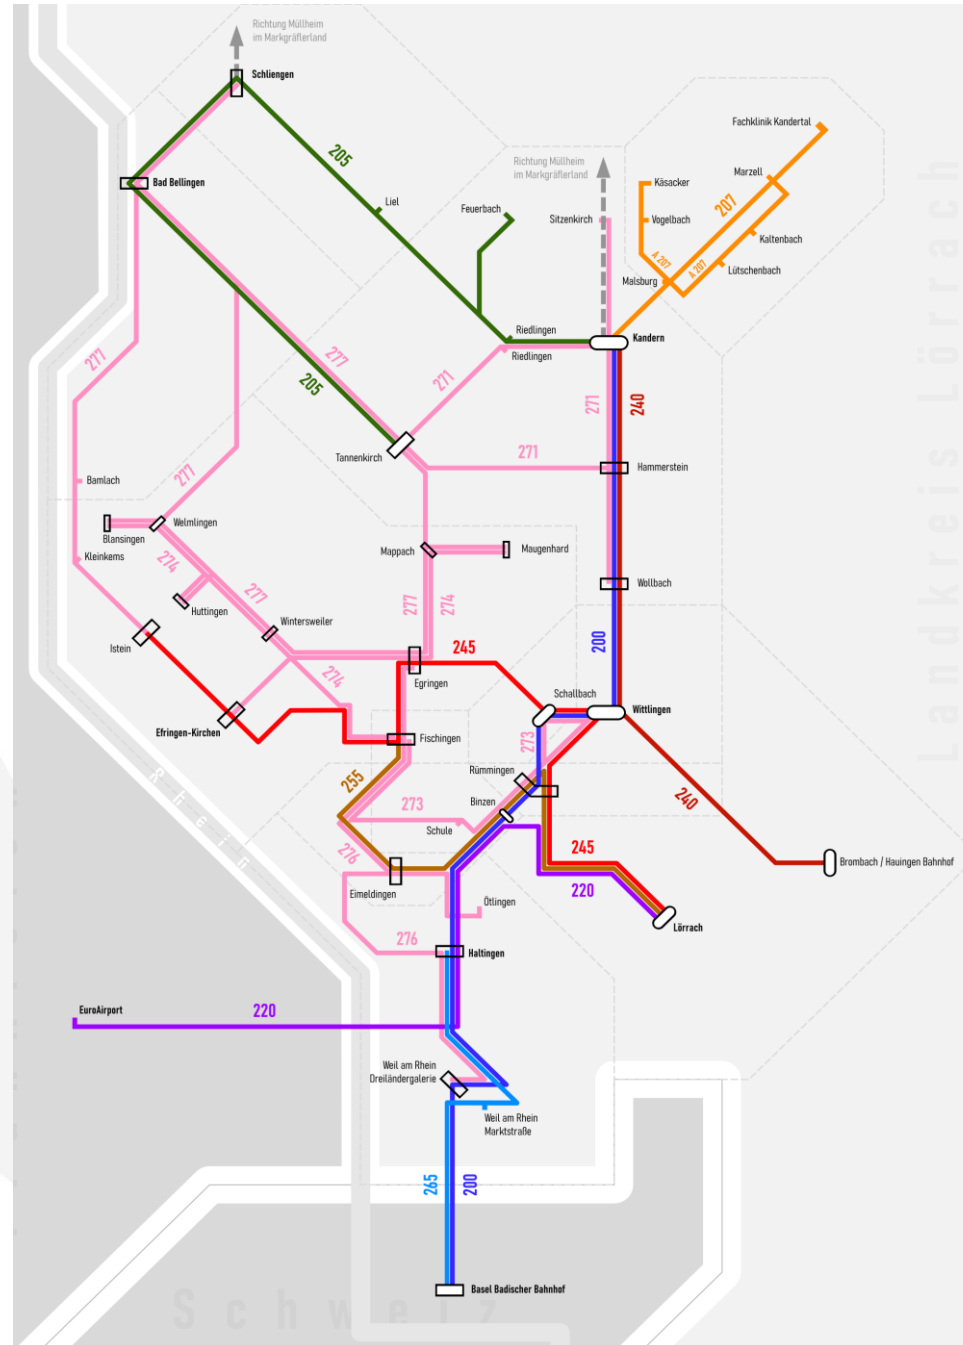 Richtung Müllheim
im Markgräflerland
Schliengen
Fachklinik Kandertal
205
Richtung Müllheim
im Markgräflerland
Marzell
Bad Bellingen
Käsacker
207
Liel
Feuerbach
Sitzenkirch
Vogelbach
Kaltenbach
A 207
A 207
Lütschenbach
Malsburg
Riedlingen
Kandern
Riedlingen
277
277
205
271
271
240
Tannenkirch
271
Hammerstein
277
Bamlach
Welmlingen
Blansingen
Mappach
Maugenhard
Kleinkems
274
Wollbach
277
Huttingen
277
274
Wintersweiler
200
Istein
245
274
Egringen
Schallbach
Wittlingen
Efringen-Kirchen
Fischingen
273
Rümmingen
255
240
273
Binzen
Schule
276
245
Brombach / Hauingen Bahnhof
220
Eimeldingen
Ötlingen
Lörrach
276
Haltingen
EuroAirport
220
Weil am Rhein
Dreiländergalerie
Weil am Rhein
Marktstraße
265
200
Basel Badischer Bahnhof
Rhein
Schweiz
Landkreis Lörrach